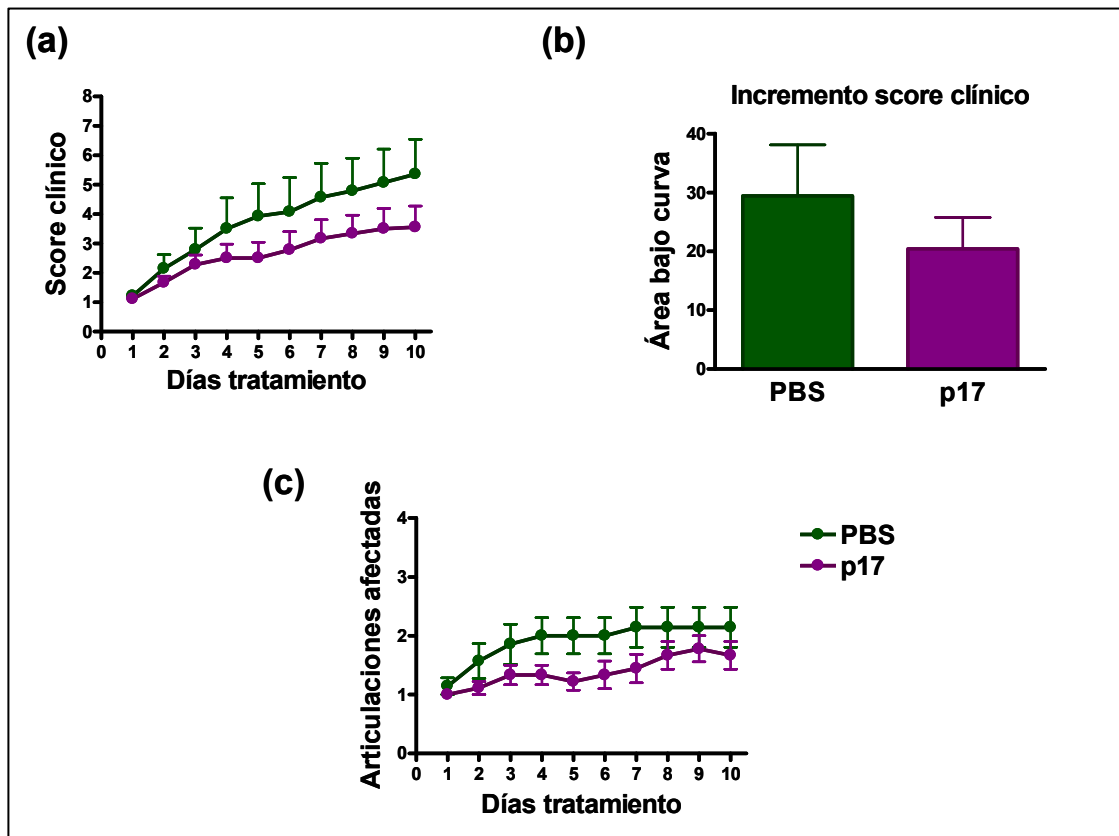 (a)
Score clínico
8
7
6
5
4
3
2
1
0
0 1 2 3 4 5 6 7 8 9 10
Días tratamiento
(b)
Incremento score clínico
Área bajo curva
40
30
20
10
0
PBS p17
(c)
Articulaciones afectadas
4
3
2
1
0
0 1 2 3 4 5 6 7 8 9 10
Días tratamiento
PBS
p17